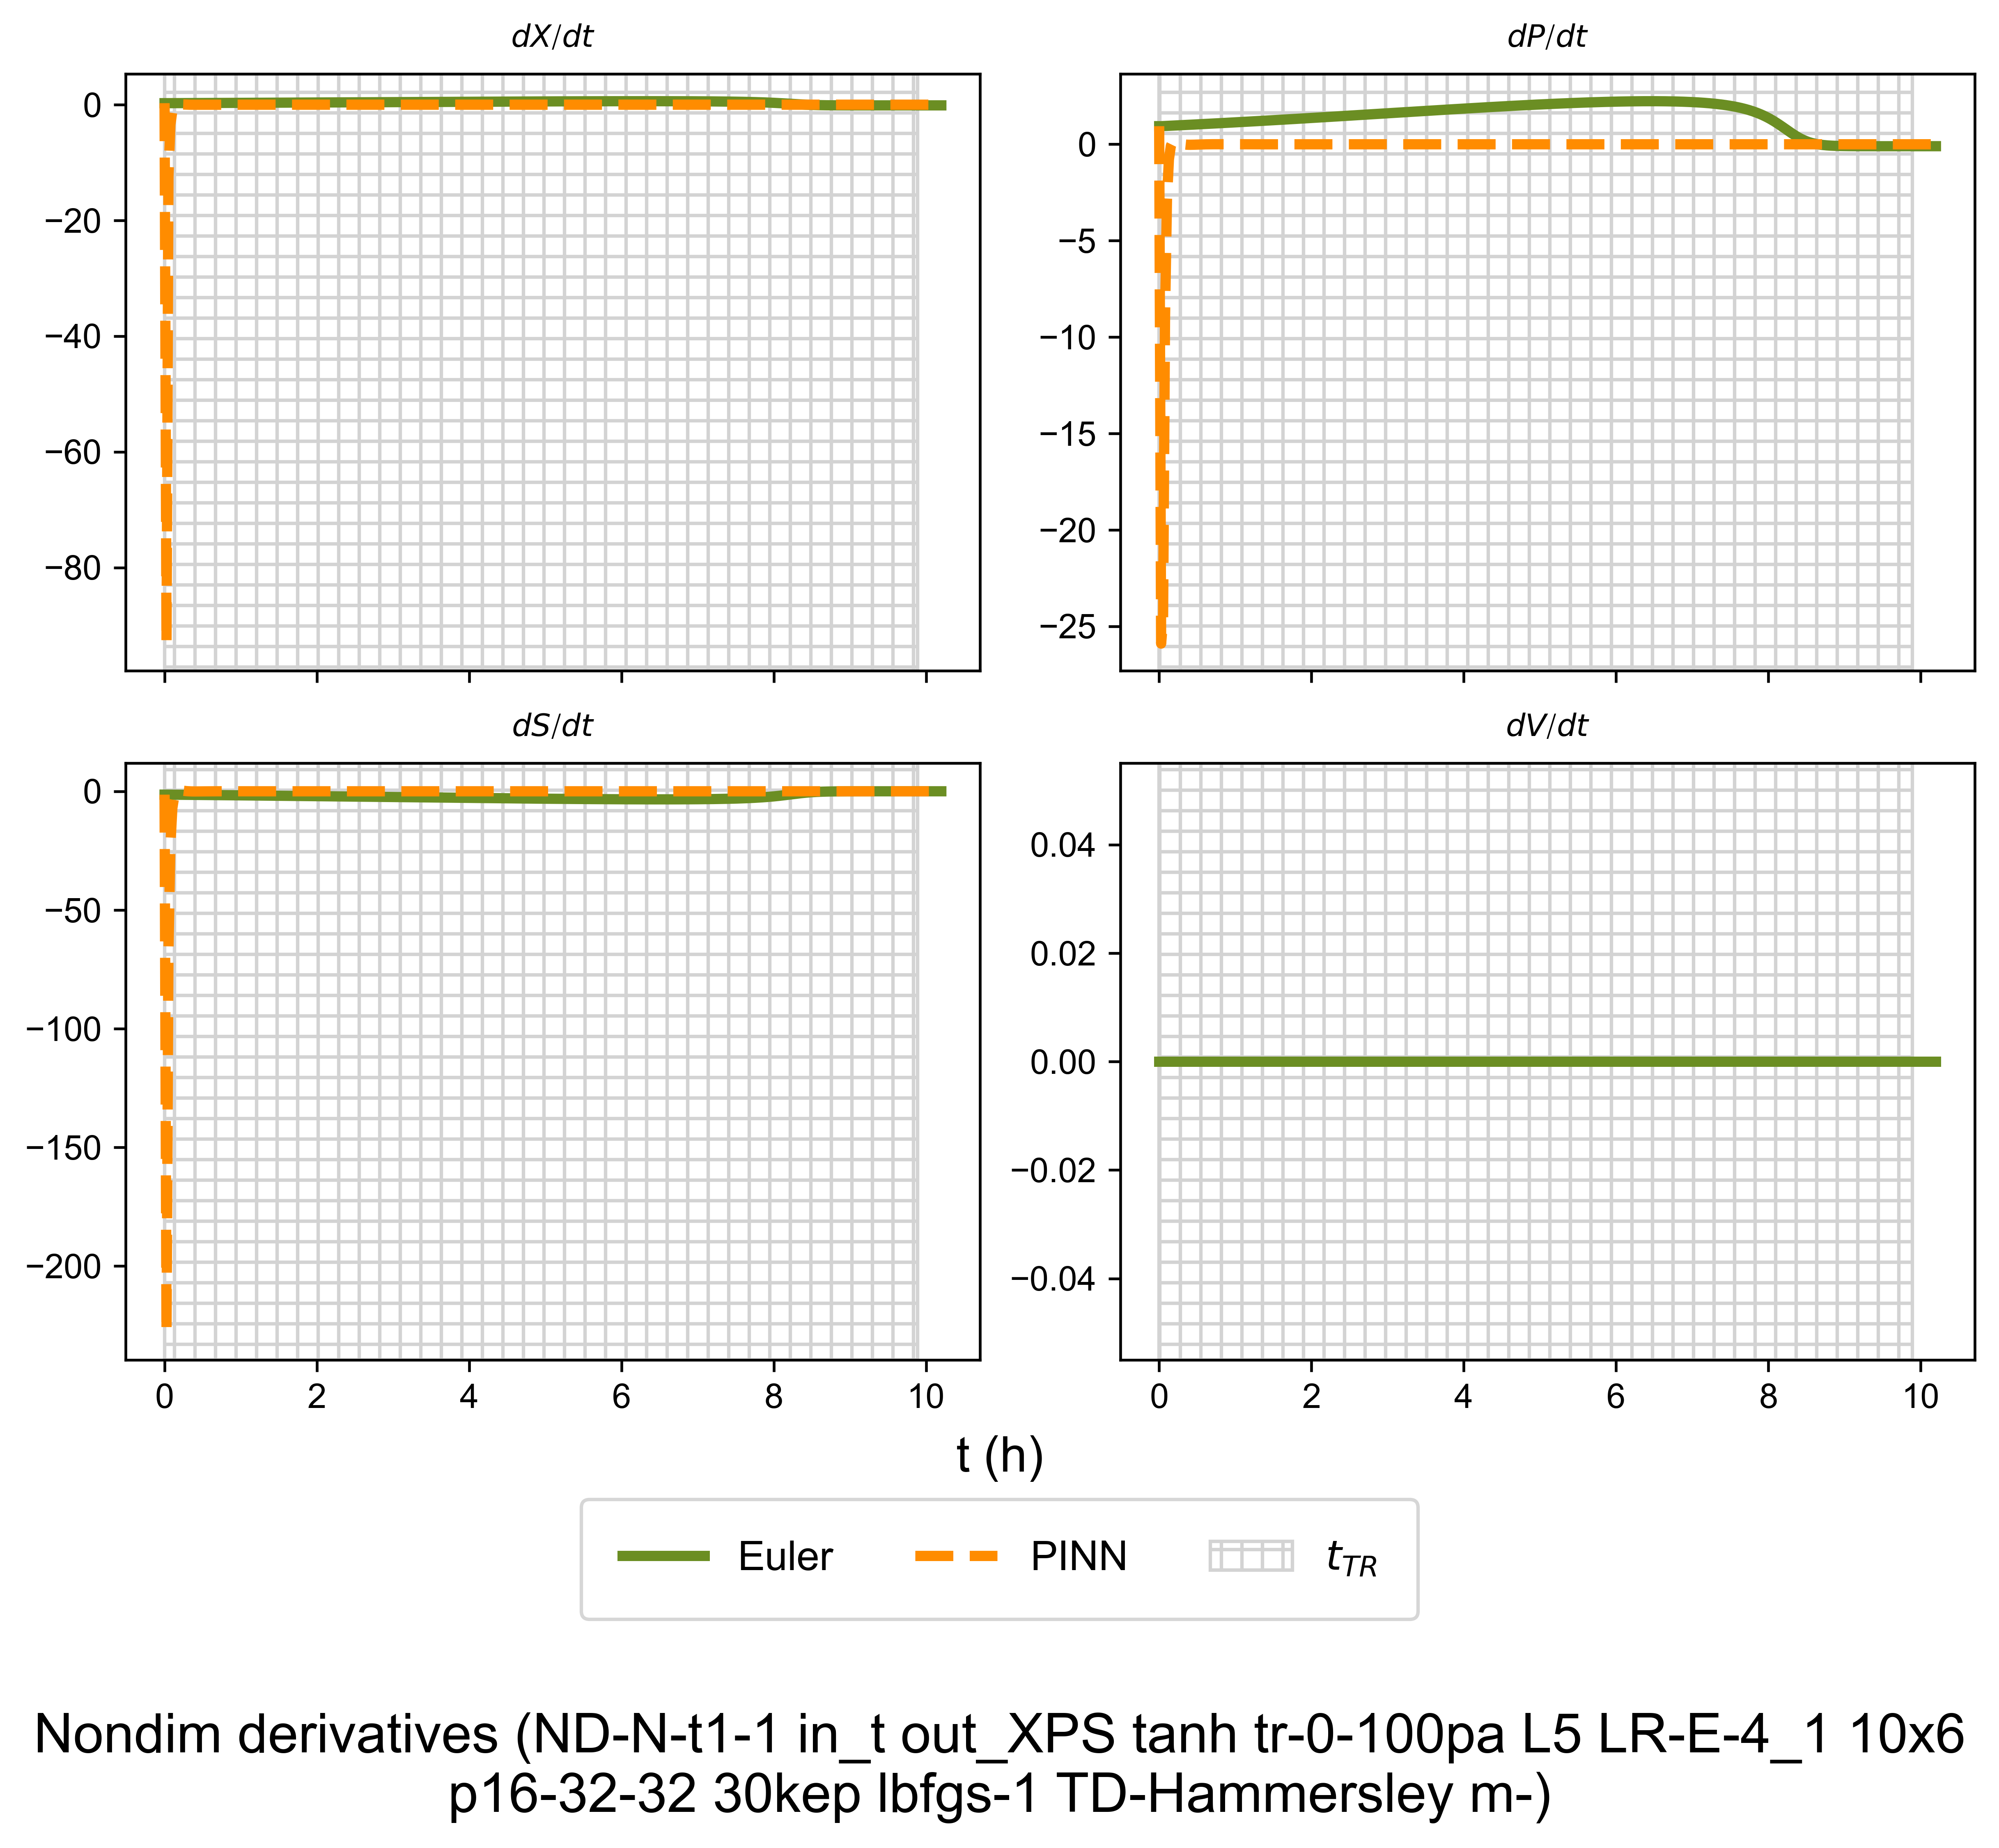 dX/dt
dP/dt
0
−20
−40
−60
−80
0
−5
−10
−15
−20
−25
dS/dt
dV/dt
0
−50
−100
−150
−200
0.04
0.02
0.00
−0.02
−0.04
0 2 4 6 8 10
0 2 4 6 8 10
t (h)
Euler PINN t_TR
Nondim derivatives (ND-N-t1-1 in_t out_XPS tanh tr-0-100pa L5 LR-E-4_1 10x6
p16-32-32 30kep lbfgs-1 TD-Hammersley m-)